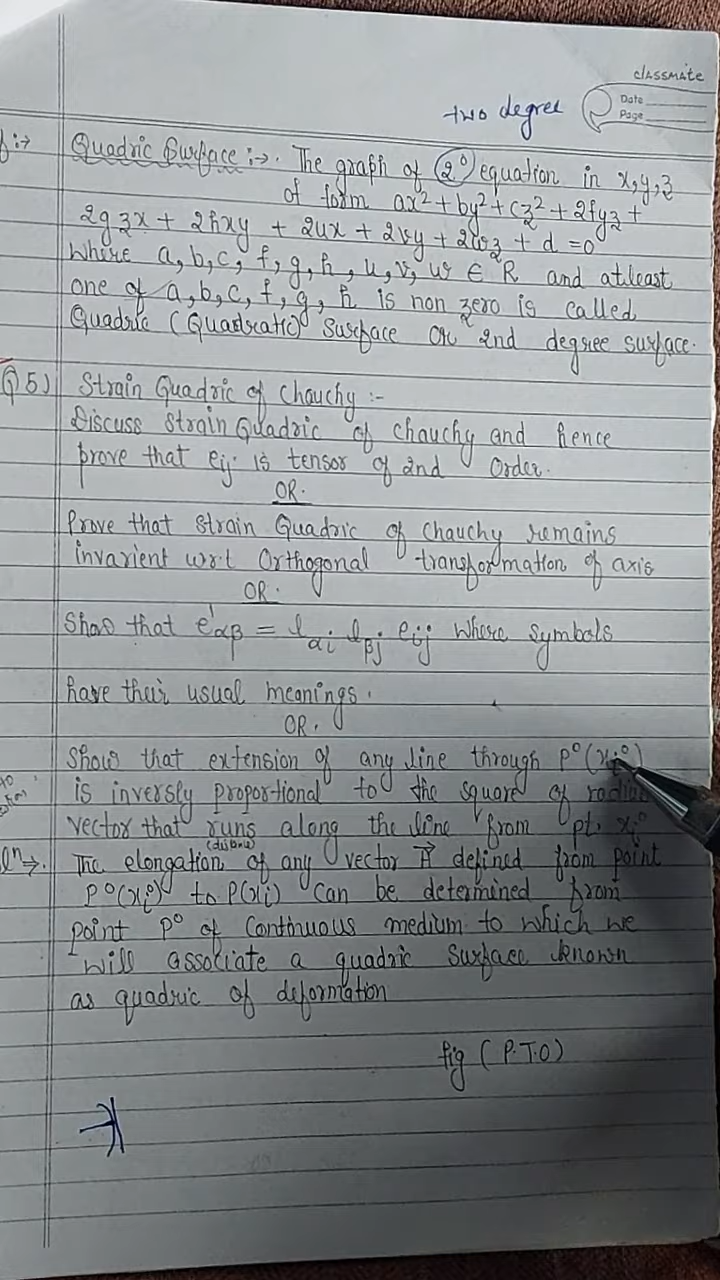 classmate
Date
Page
two degree
f :→ Quadric Surface :→. The graph of 2° equation in x,y,z
of form ax² + by² + cz² + 2fyz +
2gzx + 2hxy + 2ux + 2vy + 2wz + d = 0
Where a, b, c, f, g, h, u, v, w ∈ R and atleast
one of a, b, c, f, g, h is non zero is called
Quadric (Quadratic) Surface OR 2nd degree surface.
Q5) Strain Quadric of Chauchy :-
Discuss Strain Quadric of Chauchy and hence
prove that eij is tensor of 2nd Order.
OR.
Prove that Strain Quadric of Chauchy remains
invarient w.r.t Orthogonal transformation of axis
OR.
Show that e'αβ = lαi lβj eij where symbols
have their usual meanings.
OR.
Show that extension of any line through P°(xi°)
is inversly proportional to the square of radius
vector that runs along the line from pt. xi°
lⁿ →. The elongation of any vector A⃗ defined from point
P°(xi°) to P(xi) can be determined from
point P° of Continuous medium to which we
will associate a quadric Surface known
as quadric of deformation
fig (P.T.O)